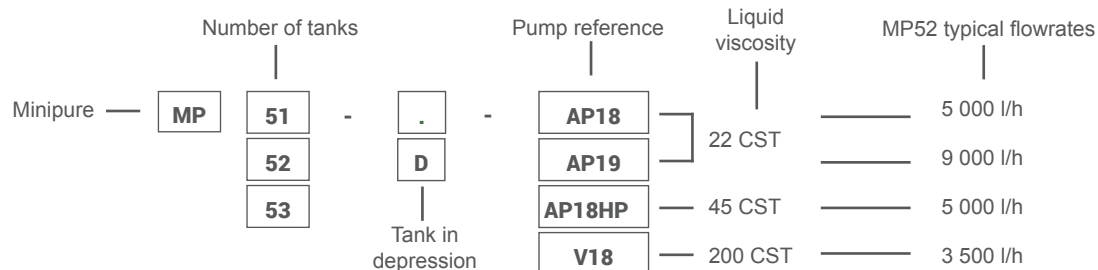 Number of tanks
Pump reference
Liquid
viscosity
MP52 typical flowrates
Minipure
MP
51
-
.
-
AP18
5 000 l/h
22 CST
52
D
AP19
9 000 l/h
53
AP18HP
45 CST
5 000 l/h
Tank in
depression
V18
200 CST
3 500 l/h